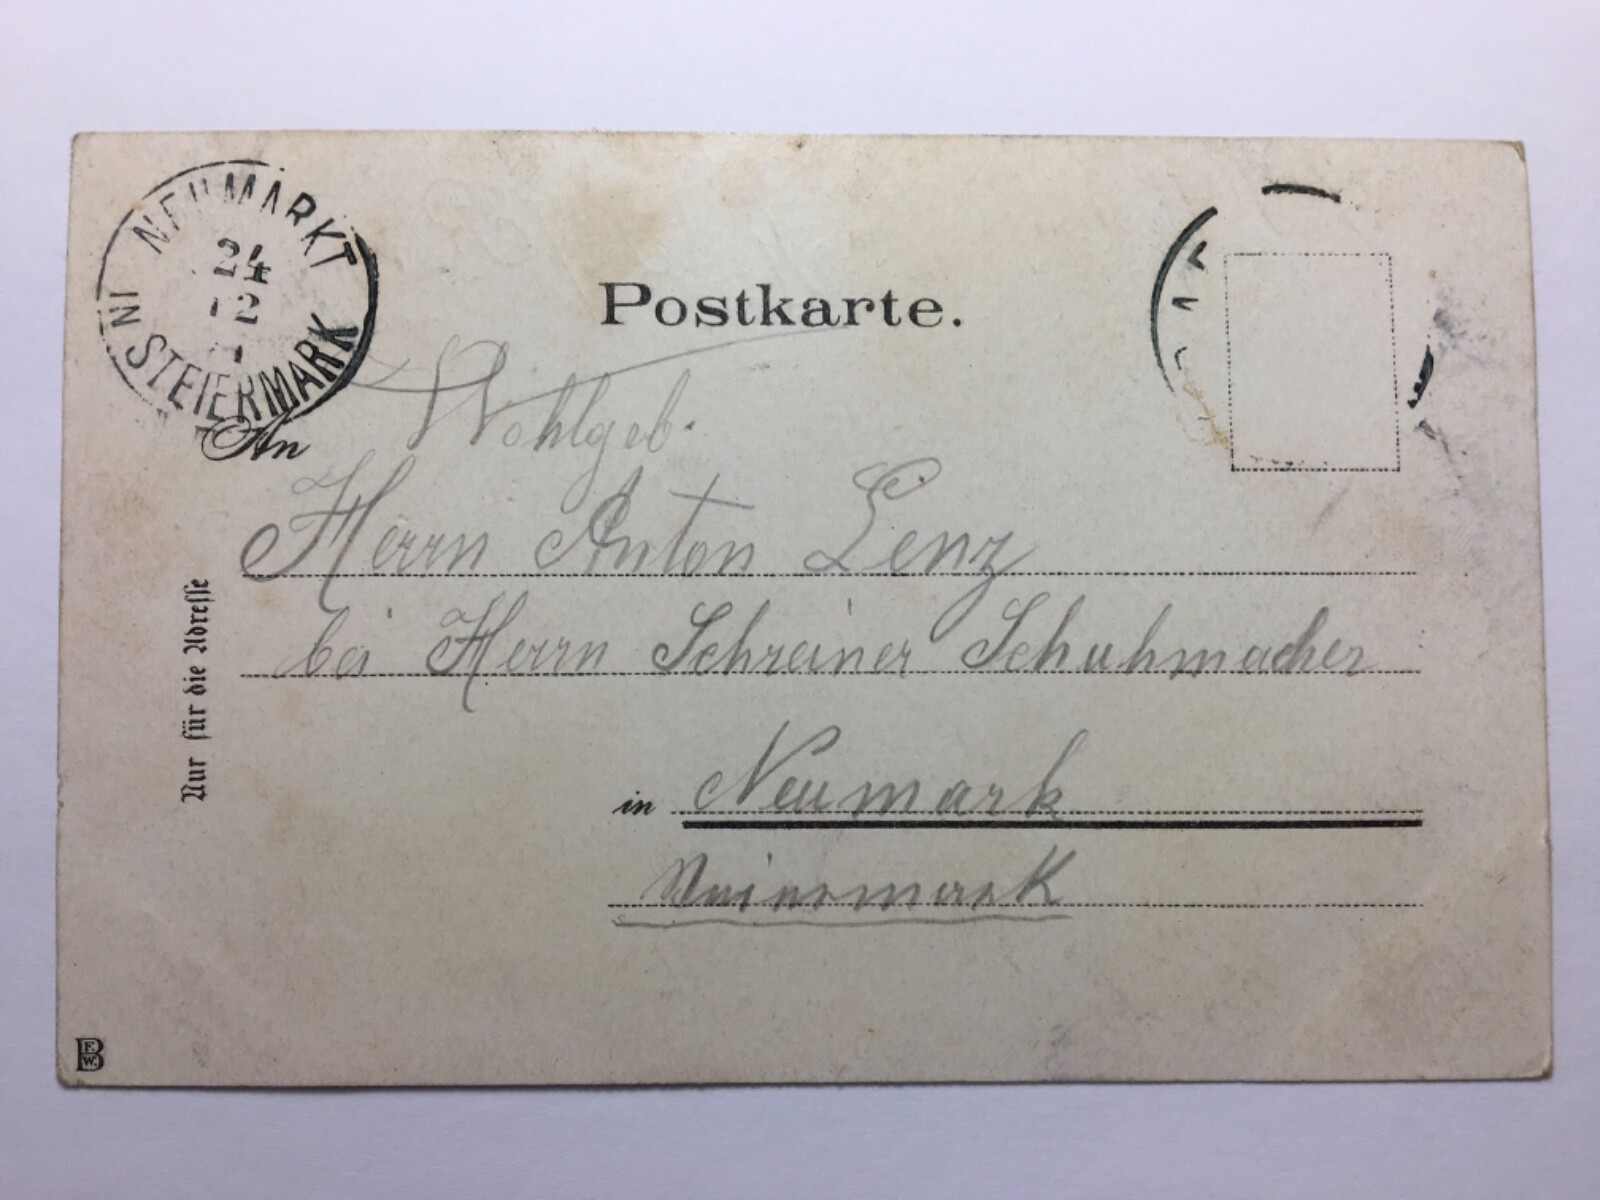 NEUMARKT
24
12
IN STEIERMARK
Postkarte.
An Wohlgeb.
Herrn Anton Lenz
bei Herrn Schreiner Schuhmacher
in Neumark
Steiermark
Nur für die Adresse
B F. W.